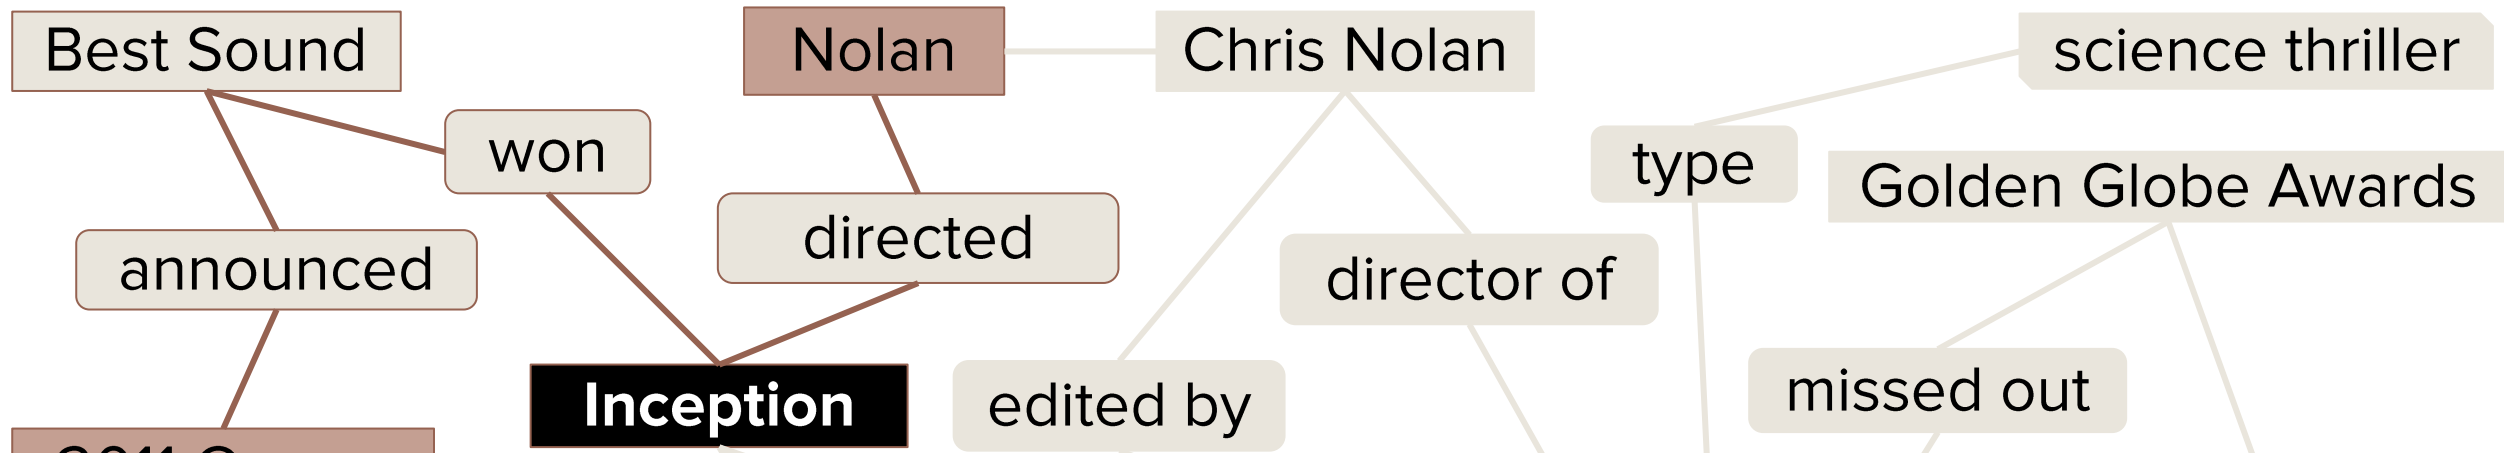 Best Sound
Nolan
Chris Nolan
science thriller
won
type
Golden Globe Awards
directed
announced
director of
Inception
edited by
missed out